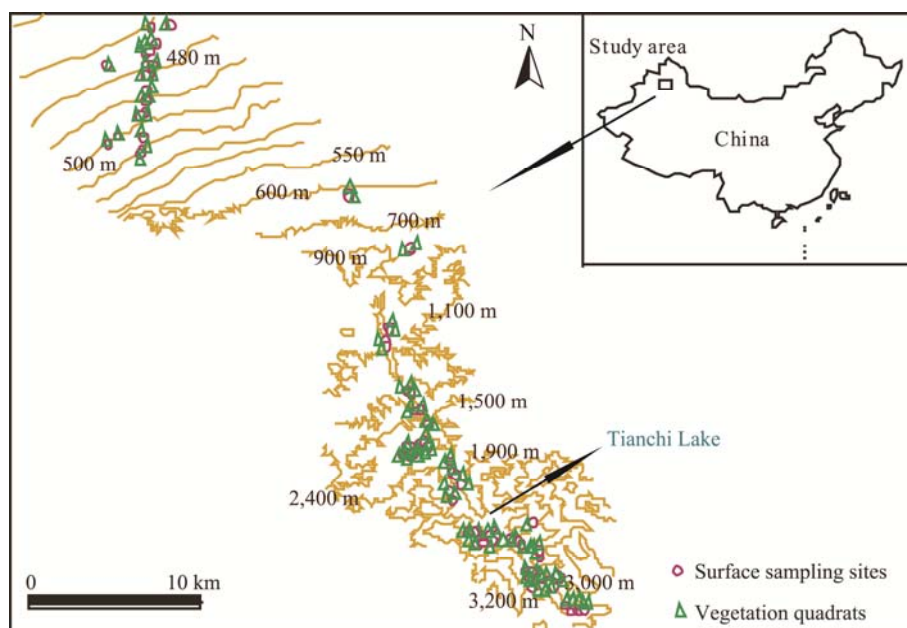 480 m
N
Study area
China
500 m
550 m
600 m
700 m
900 m
1,100 m
1,500 m
1,900 m
Tianchi Lake
2,400 m
0
10 km
3,000 m
3,200 m
Surface sampling sites
Vegetation quadrats